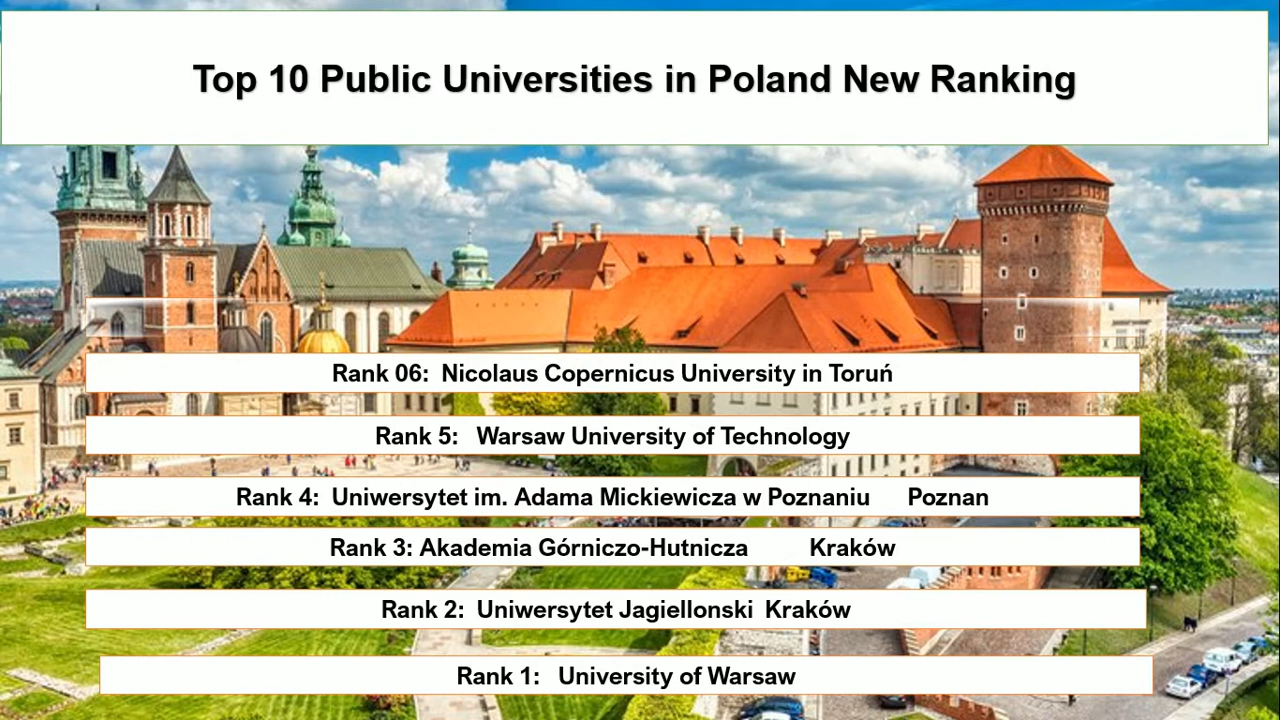 Top 10 Public Universities in Poland New Ranking
Rank 06: Nicolaus Copernicus University in Toruń
Rank 5: Warsaw University of Technology
Rank 4: Uniwersytet im. Adama Mickiewicza w Poznaniu Poznan
Rank 3: Akademia Górniczo-Hutnicza Kraków
Rank 2: Uniwersytet Jagiellonski Kraków
Rank 1: University of Warsaw